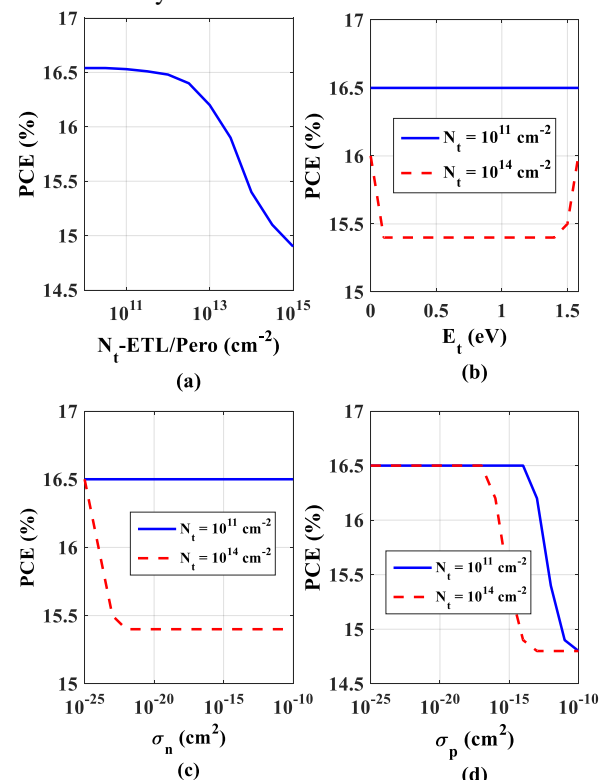 17
16.5
16
15.5
15
14.5
PCE (%)
10^11
10^13
10^15
N_t-ETL/Pero (cm^-2)
(a)
17
16.5
16
15.5
15
PCE (%)
N_t = 10^11 cm^-2
N_t = 10^14 cm^-2
0
0.5
1
1.5
E_t (eV)
(b)
17
16.5
16
15.5
15
PCE (%)
N_t = 10^11 cm^-2
N_t = 10^14 cm^-2
10^-25
10^-20
10^-15
10^-10
σ_n (cm^2)
(c)
17
16.5
16
15.5
15
14.5
PCE (%)
N_t = 10^11 cm^-2
N_t = 10^14 cm^-2
10^-25
10^-20
10^-15
10^-10
σ_p (cm^2)
(d)